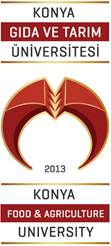 KONYA
GIDA VE TARIM
ÜNİVERSİTESİ
2013
KONYA
FOOD & AGRICULTURE
UNIVERSITY